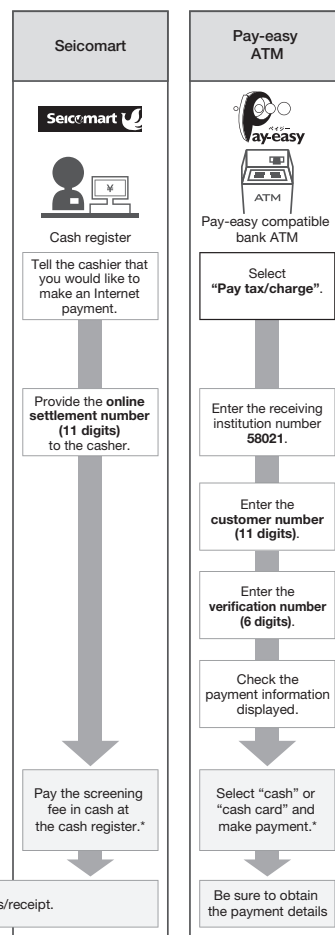 Seicomart
Seicomart
¥
Cash register
Tell the cashier that
you would like to
make an Internet
payment.
Provide the online
settlement number
(11 digits)
to the casher.
Pay the screening
fee in cash at
the cash register.*
s/receipt.
Pay-easy
ATM
ペイジー
Pay-easy
ATM
Pay-easy compatible
bank ATM
Select
“Pay tax/charge”.
Enter the receiving
institution number
58021.
Enter the
customer number
(11 digits).
Enter the
verification number
(6 digits).
Check the
payment information
displayed.
Select “cash” or
“cash card” and
make payment.*
Be sure to obtain
the payment details